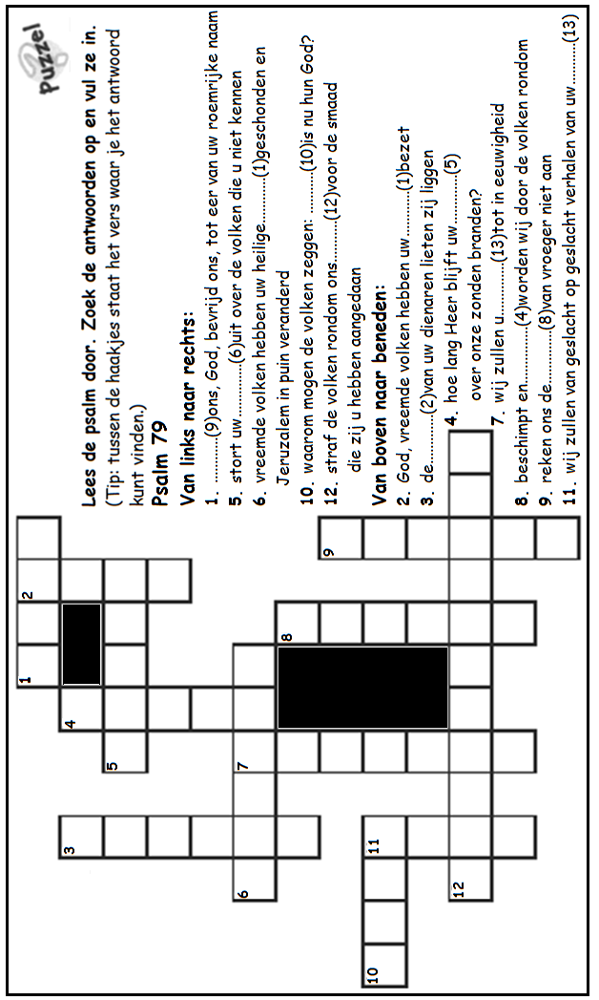 Puzzel
Lees de psalm door. Zoek de antwoorden op en vul ze in.
(Tip: tussen de haakjes staat het vers waar je het antwoord
kunt vinden.)
Psalm 79
Van links naar rechts:
1. .........(9)ons, God, bevrijd ons, tot eer van uw roemrijke naam
5. stort uw..........(6)uit over de volken die u niet kennen
6. vreemde volken hebben uw heilige..........(1)geschonden en
Jeruzalem in puin veranderd
10. waarom mogen de volken zeggen: ........(10)is nu hun God?
12. straf de volken rondom ons..........(12)voor de smaad
die zij u hebben aangedaan
Van boven naar beneden:
2. God, vreemde volken hebben uw.........(1)bezet
3. de..........(2)van uw dienaren lieten zij liggen
4. hoe lang Heer blijft uw .........(5)
over onze zonden branden?
7. wij zullen u..........(13)tot in eeuwigheid
8. beschimpt en..........(4)worden wij door de volken rondom
9. reken ons de..........(8)van vroeger niet aan
11. wij zullen van geslacht op geslacht verhalen van uw..........(13)
1
2
3
4
5
6
7
8
9
10
11
12